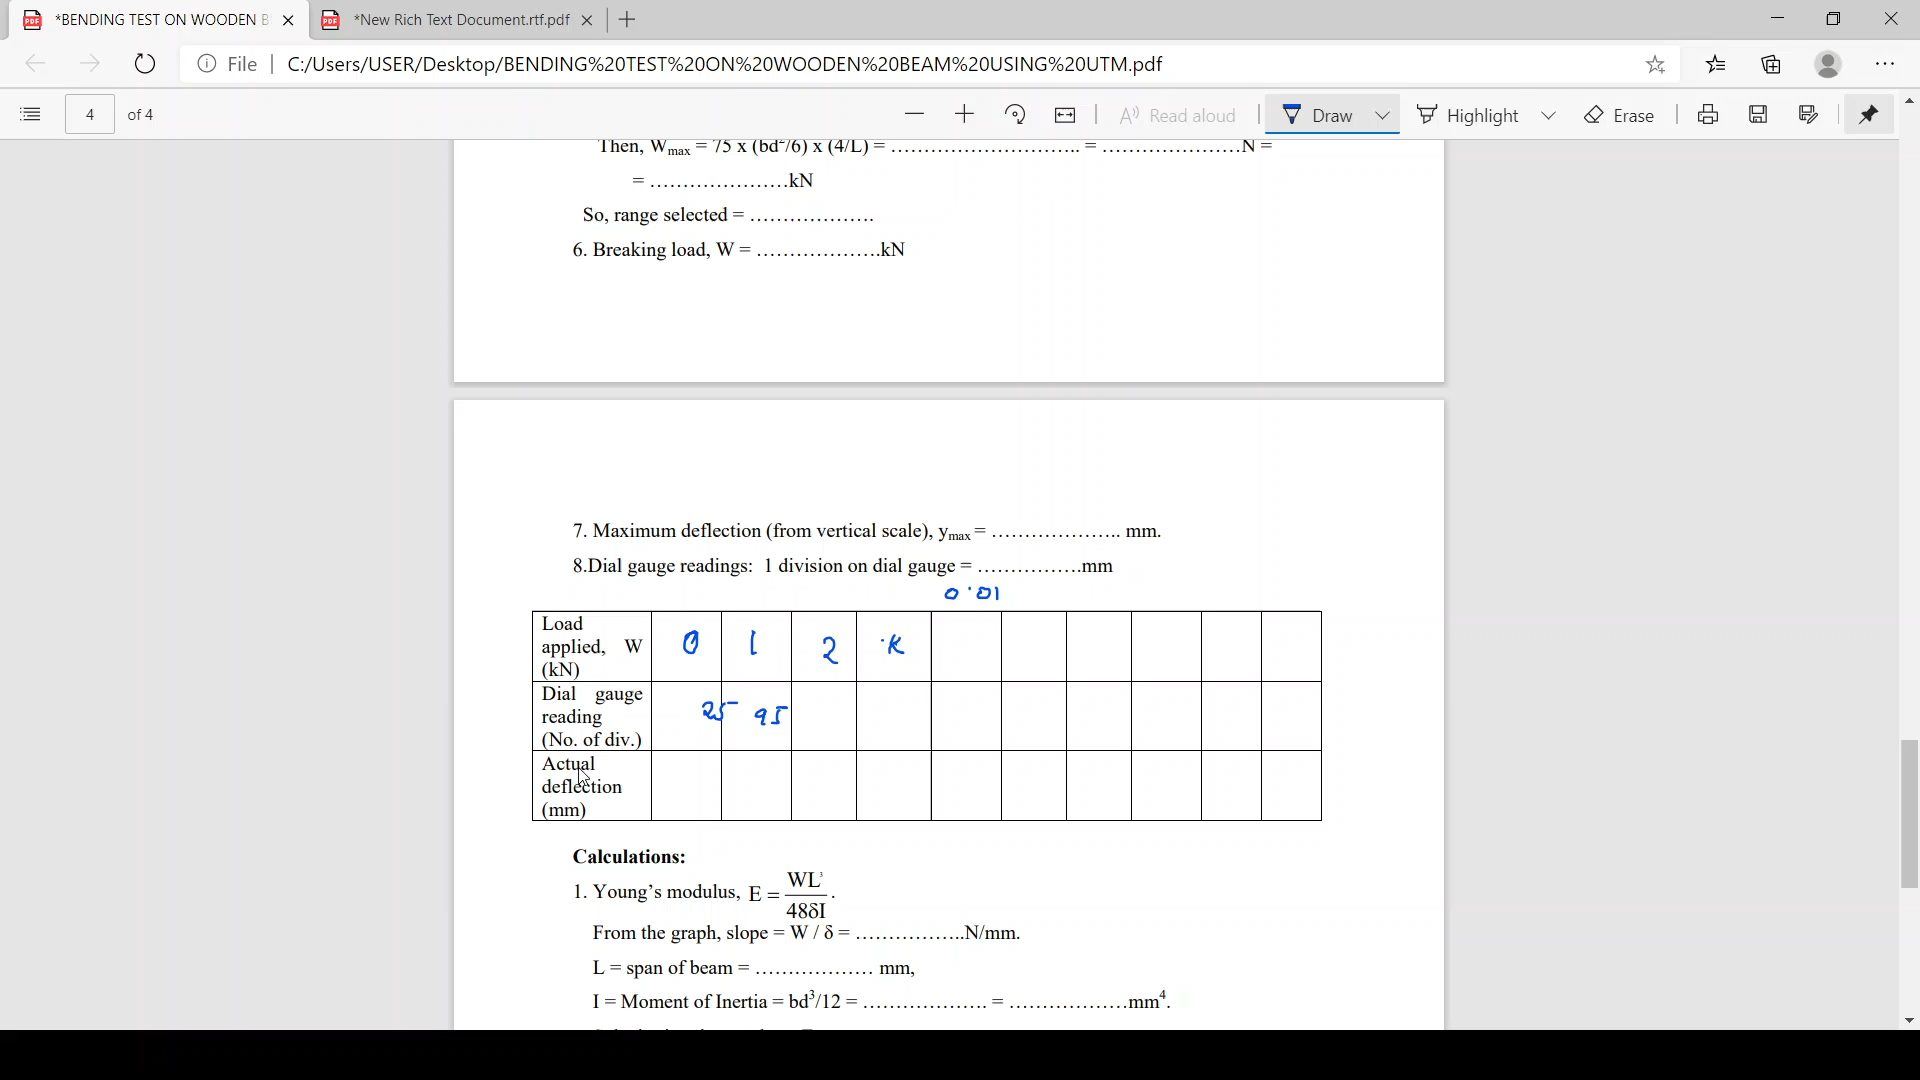 *BENDING TEST ON WOODEN B
*New Rich Text Document.rtf.pdf
File
C:/Users/USER/Desktop/BENDING%20TEST%20ON%20WOODEN%20BEAM%20USING%20UTM.pdf
4 of 4
Read aloud
Draw
Highlight
Erase
Then, Wmax = 75 x (bd²/6) x (4/L) = ............................ = .....................N =
= .....................kN
So, range selected = ...................
6. Breaking load, W = ...................kN
7. Maximum deflection (from vertical scale), ymax = .................... mm.
8.Dial gauge readings: 1 division on dial gauge = ................mm
0.01
Load applied, W (kN) 0 1 2
Dial gauge reading (No. of div.) 25 95
Actual deflection (mm)
Calculations:
1. Young's modulus, E = WL³/48δI.
From the graph, slope = W / δ = .................N/mm.
L = span of beam = .................. mm,
I = Moment of Inertia = bd³/12 = ................... = ..................mm⁴.